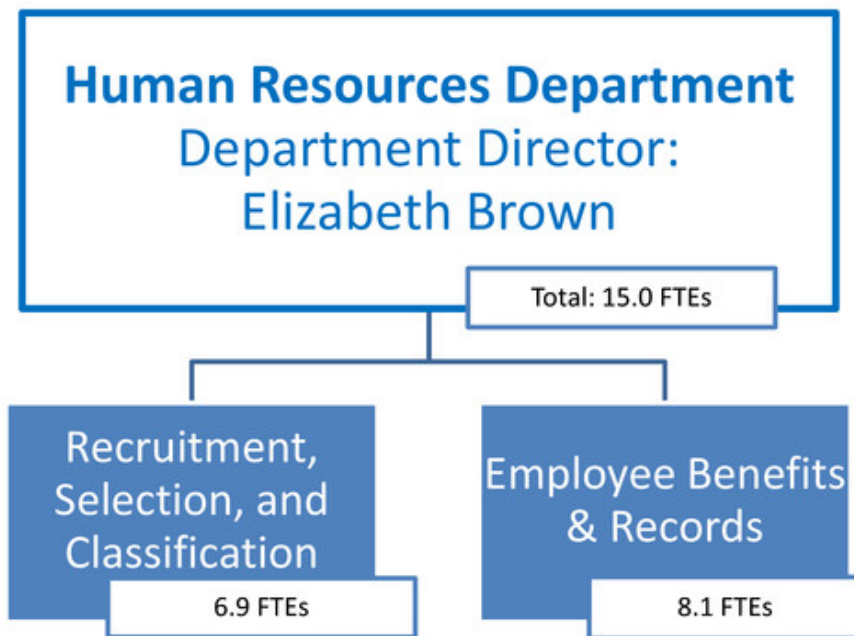 Human Resources Department
Department Director:
Elizabeth Brown
Total: 15.0 FTEs
Recruitment,
Selection, and
Classification
6.9 FTEs
Employee Benefits
& Records
8.1 FTEs